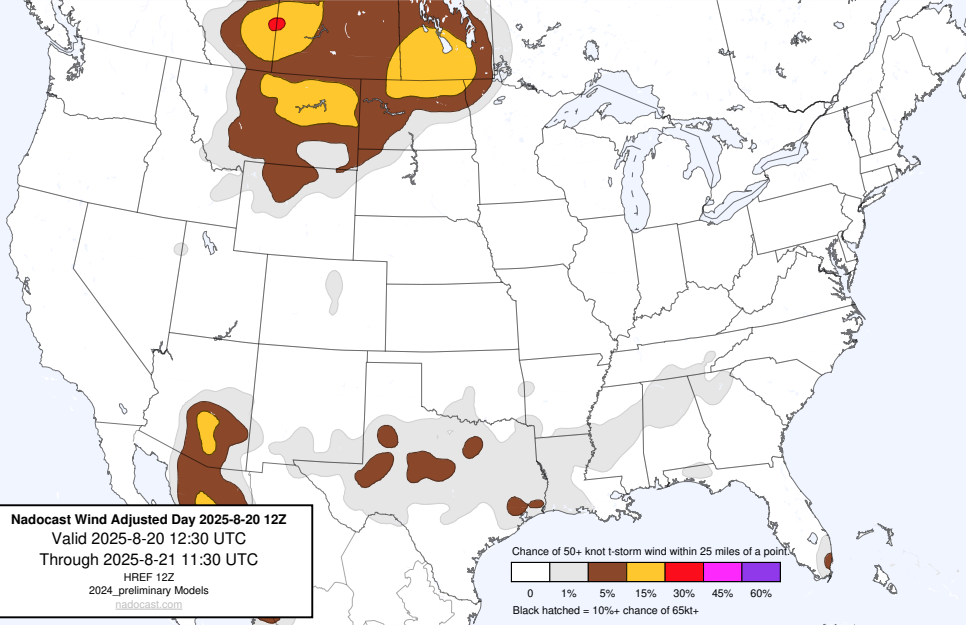 Nadocast Wind Adjusted Day 2025-8-20 12Z
Valid 2025-8-20 12:30 UTC
Through 2025-8-21 11:30 UTC
HREF 12Z
2024_preliminary Models
nadocast.com
Chance of 50+ knot t-storm wind within 25 miles of a point.
0 1% 5% 15% 30% 45% 60%
Black hatched = 10%+ chance of 65kt+